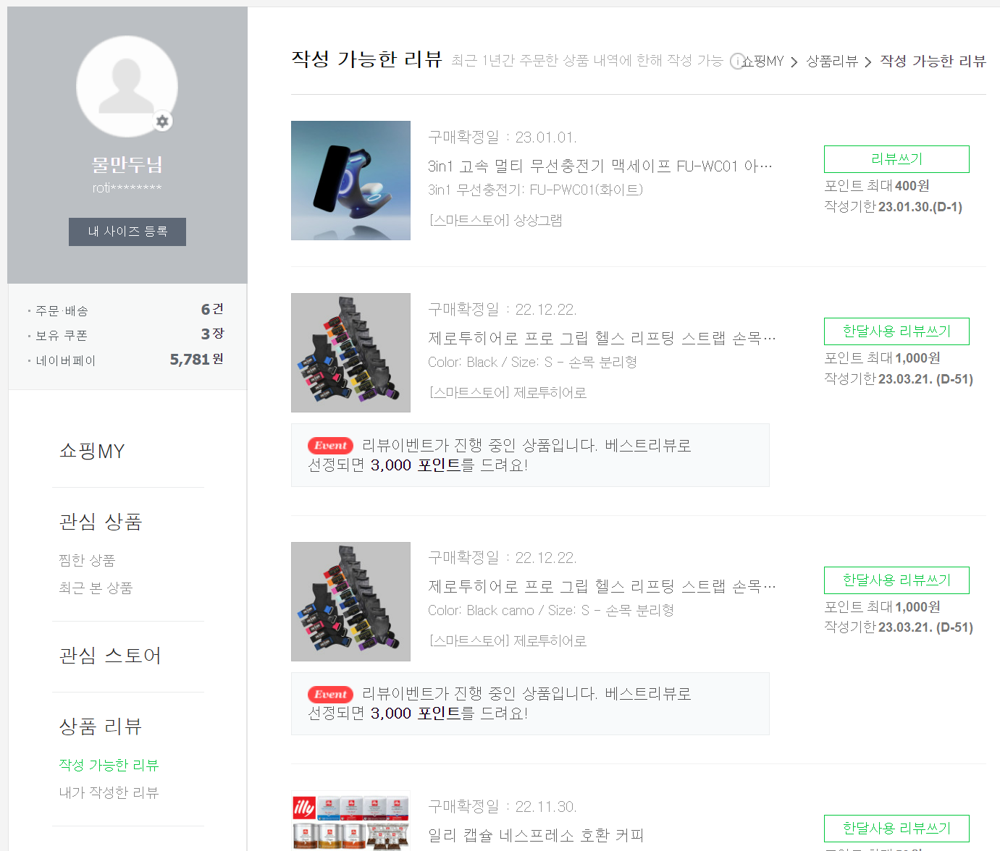 물만두님
roti********
내 사이즈 등록
주문·배송 6건
보유 쿠폰 3장
네이버페이 5,781원
쇼핑MY
관심 상품
찜한 상품
최근 본 상품
관심 스토어
상품 리뷰
작성 가능한 리뷰
내가 작성한 리뷰
작성 가능한 리뷰 최근 1년간 주문한 상품 내역에 한해 작성 가능
쇼핑MY > 상품리뷰 > 작성 가능한 리뷰
구매확정일 : 23.01.01.
3in1 고속 멀티 무선충전기 맥세이프 FU-WC01 아…
3in1 무선충전기: FU-PWC01(화이트)
[스마트스토어] 상상그램
리뷰쓰기
포인트 최대 400원
작성기한 23.01.30.(D-1)
구매확정일 : 22.12.22.
제로투히어로 프로 그립 헬스 리프팅 스트랩 손목…
Color: Black / Size: S - 손목 분리형
[스마트스토어] 제로투히어로
한달사용 리뷰쓰기
포인트 최대 1,000원
작성기한 23.03.21. (D-51)
Event 리뷰이벤트가 진행 중인 상품입니다. 베스트리뷰로
선정되면 3,000 포인트를 드려요!
구매확정일 : 22.12.22.
제로투히어로 프로 그립 헬스 리프팅 스트랩 손목…
Color: Black camo / Size: S - 손목 분리형
[스마트스토어] 제로투히어로
한달사용 리뷰쓰기
포인트 최대 1,000원
작성기한 23.03.21. (D-51)
Event 리뷰이벤트가 진행 중인 상품입니다. 베스트리뷰로
선정되면 3,000 포인트를 드려요!
illy
구매확정일 : 22.11.30.
일리 캡슐 네스프레소 호환 커피
한달사용 리뷰쓰기